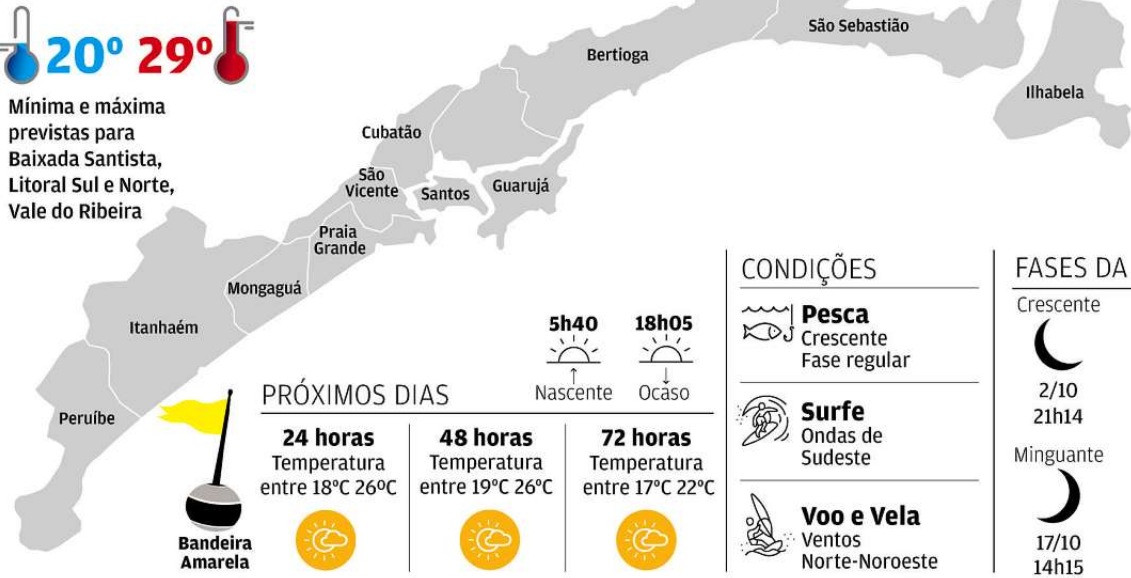 20º 29º
Mínima e máxima
previstas para
Baixada Santista,
Litoral Sul e Norte,
Vale do Ribeira
São Sebastião
Bertioga
Ilhabela
Cubatão
São
Vicente
Santos
Guarujá
Praia
Grande
Mongaguá
Itanhaém
Peruíbe
Bandeira
Amarela
5h40
Nascente
18h05
Ocaso
PRÓXIMOS DIAS
24 horas
Temperatura
entre 18ºC 26ºC
48 horas
Temperatura
entre 19ºC 26ºC
72 horas
Temperatura
entre 17ºC 22ºC
CONDIÇÕES
Pesca
Crescente
Fase regular
Surfe
Ondas de
Sudeste
Voo e Vela
Ventos
Norte-Noroeste
FASES DA
Crescente
2/10
21h14
Minguante
17/10
14h15